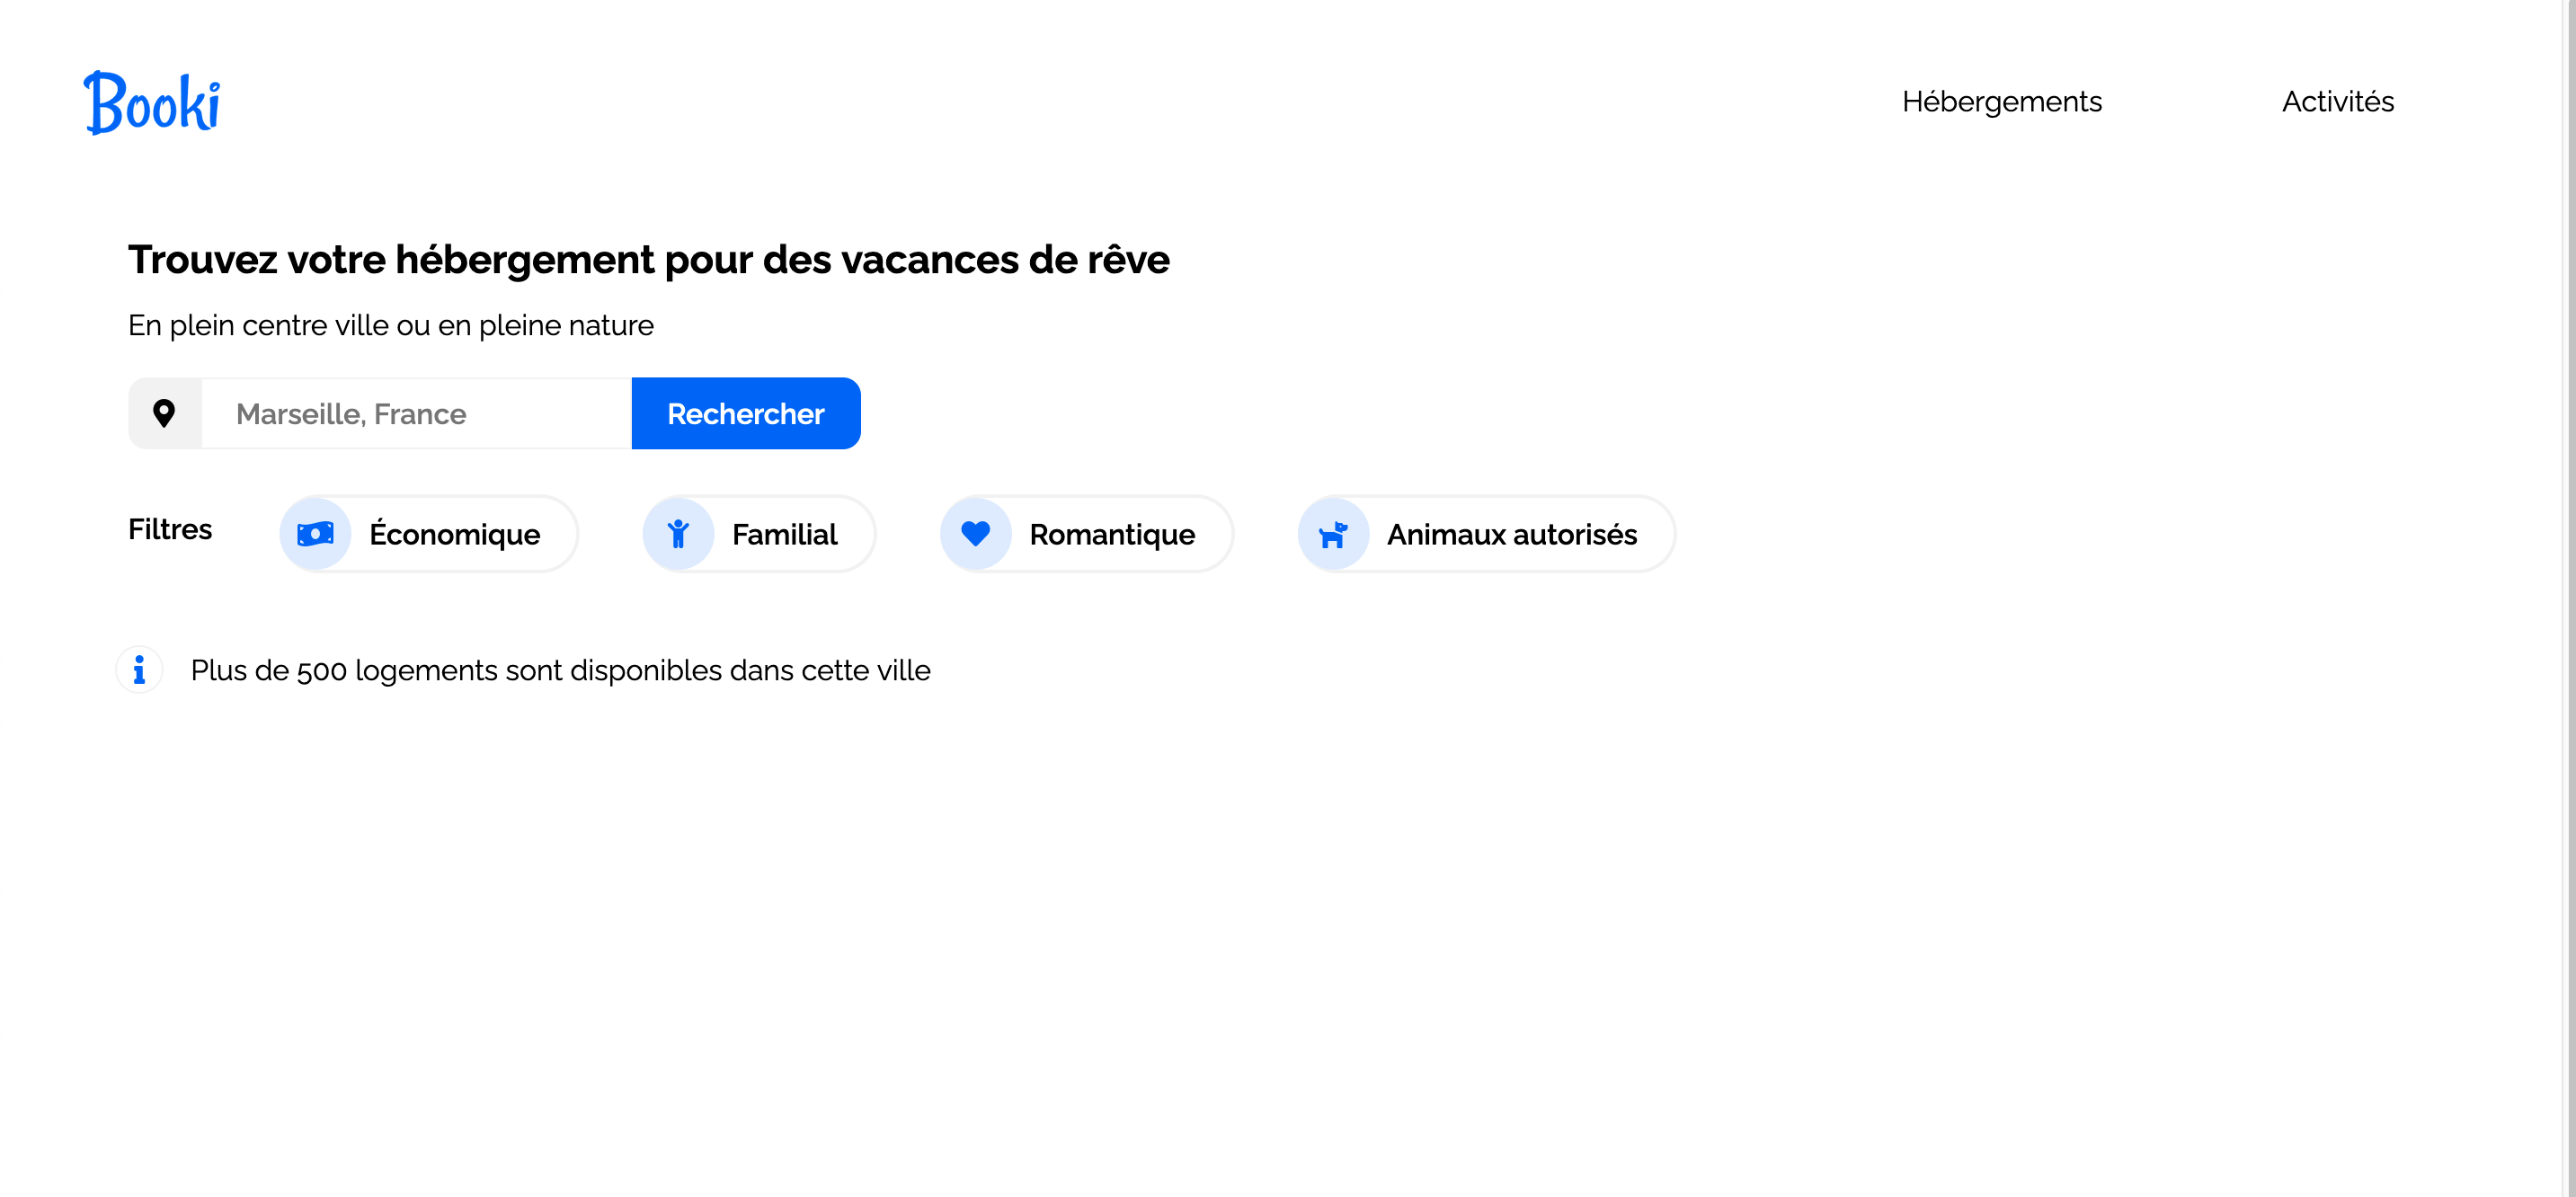 Booki
Hébergements
Activités
Trouvez votre hébergement pour des vacances de rêve
En plein centre ville ou en pleine nature
Marseille, France
Rechercher
Filtres
Économique
Familial
Romantique
Animaux autorisés
Plus de 500 logements sont disponibles dans cette ville